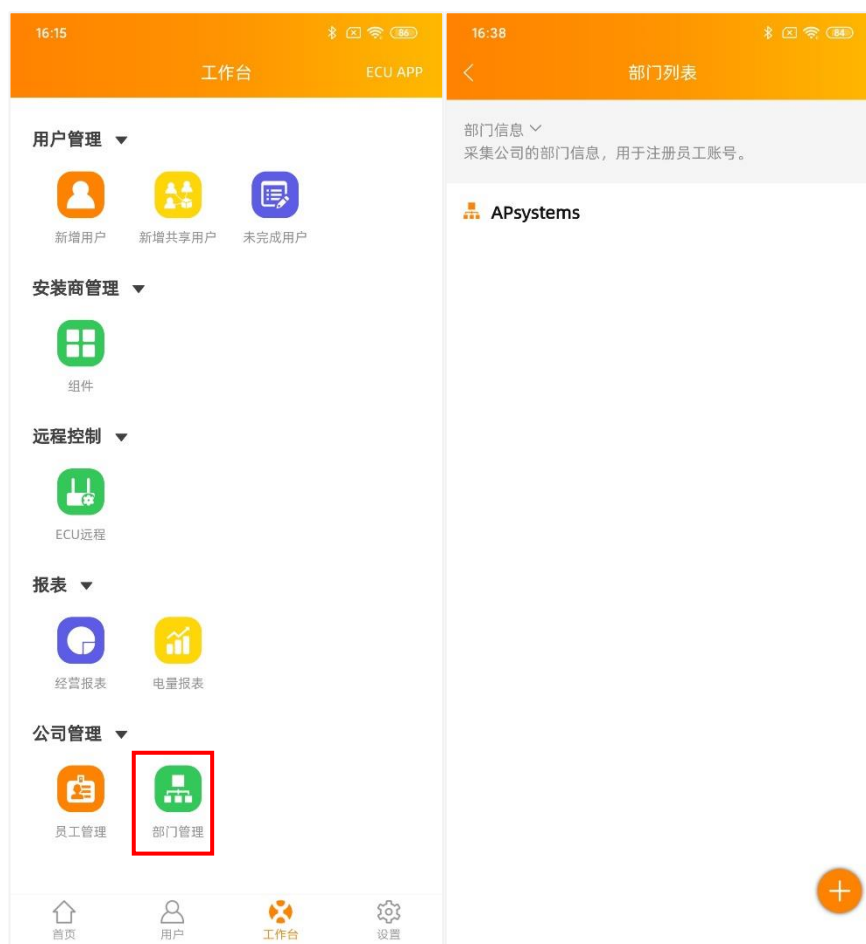 16:15
86
工作台
ECU APP
用户管理
新增用户
新增共享用户
未完成用户
安装商管理
组件
远程控制
ECU远程
报表
经营报表
电量报表
公司管理
员工管理
部门管理
首页
用户
工作台
设置
16:38
84
部门列表
部门信息
采集公司的部门信息，用于注册员工账号。
APsystems